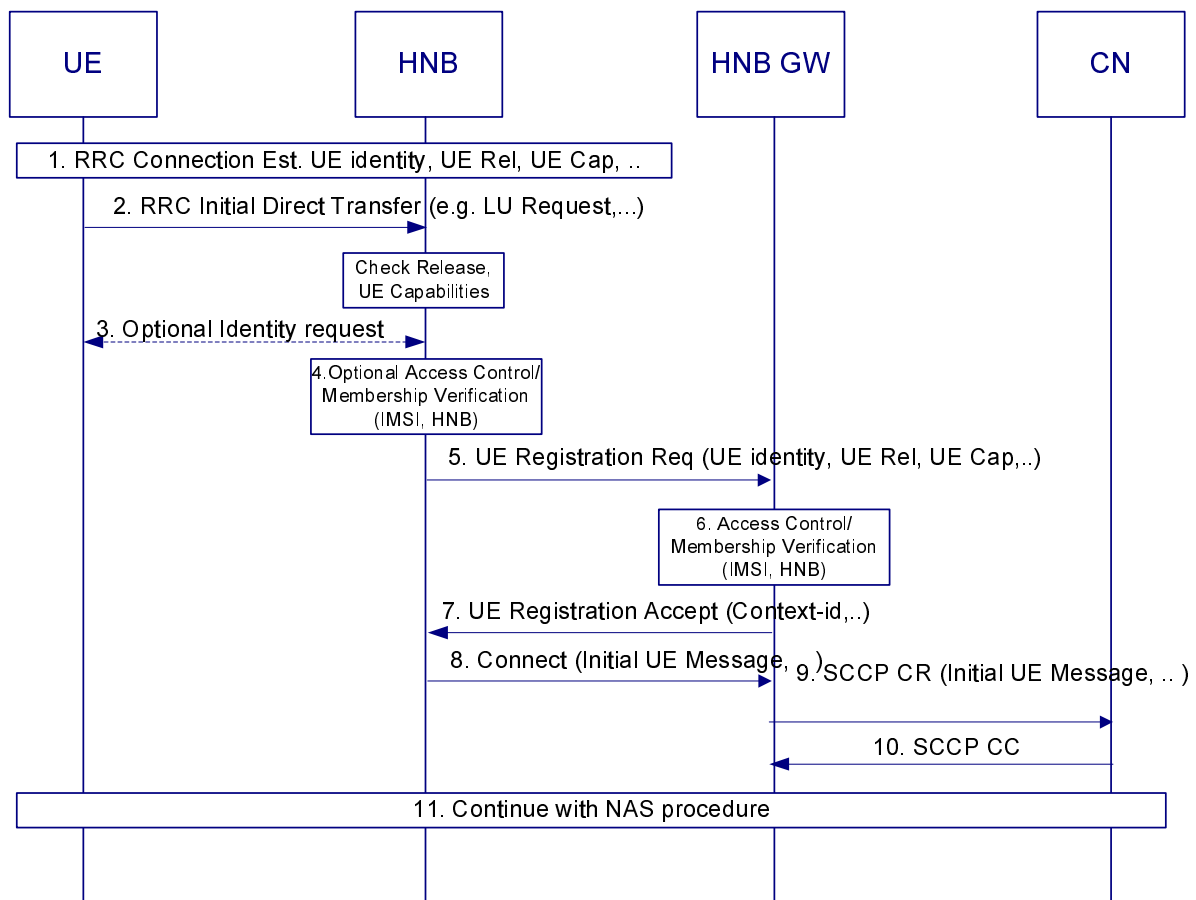 UE
HNB
HNB GW
CN
1. RRC Connection Est. UE identity, UE Rel, UE Cap, ..
2. RRC Initial Direct Transfer (e.g. LU Request,...)
Check Release,
UE Capabilities
3. Optional Identity request
4.Optional Access Control/
Membership Verification
(IMSI, HNB)
5. UE Registration Req (UE identity, UE Rel, UE Cap,..)
6. Access Control/
Membership Verification
(IMSI, HNB)
7. UE Registration Accept (Context-id,..)
8. Connect (Initial UE Message, ..)
9. SCCP CR (Initial UE Message, .. )
10. SCCP CC
11. Continue with NAS procedure